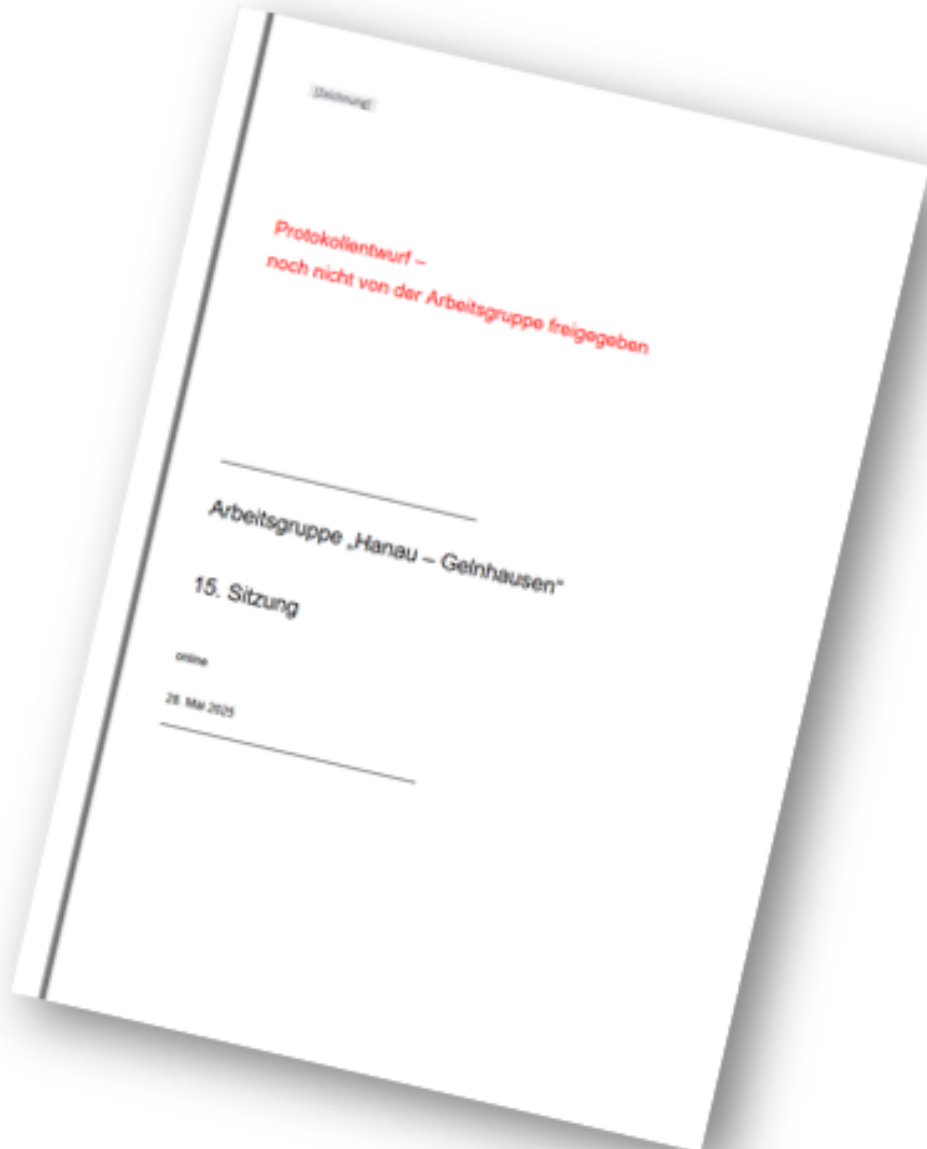 [Zeichnung]
Protokollentwurf –
noch nicht von der Arbeitsgruppe freigegeben
Arbeitsgruppe „Hanau – Gelnhausen“
15. Sitzung
online
28. Mai 2025